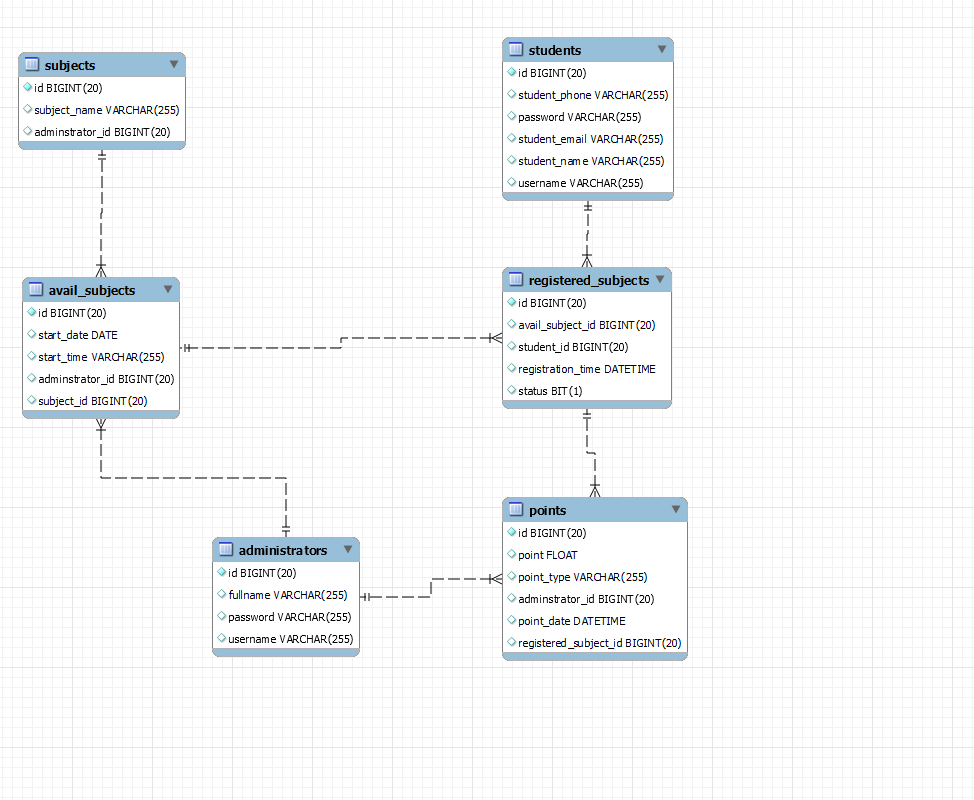 subjects
id BIGINT(20)
subject_name VARCHAR(255)
adminstrator_id BIGINT(20)
students
id BIGINT(20)
student_phone VARCHAR(255)
password VARCHAR(255)
student_email VARCHAR(255)
student_name VARCHAR(255)
username VARCHAR(255)
avail_subjects
id BIGINT(20)
start_date DATE
start_time VARCHAR(255)
adminstrator_id BIGINT(20)
subject_id BIGINT(20)
registered_subjects
id BIGINT(20)
avail_subject_id BIGINT(20)
student_id BIGINT(20)
registration_time DATETIME
status BIT(1)
administrators
id BIGINT(20)
fullname VARCHAR(255)
password VARCHAR(255)
username VARCHAR(255)
points
id BIGINT(20)
point FLOAT
point_type VARCHAR(255)
adminstrator_id BIGINT(20)
point_date DATETIME
registered_subject_id BIGINT(20)